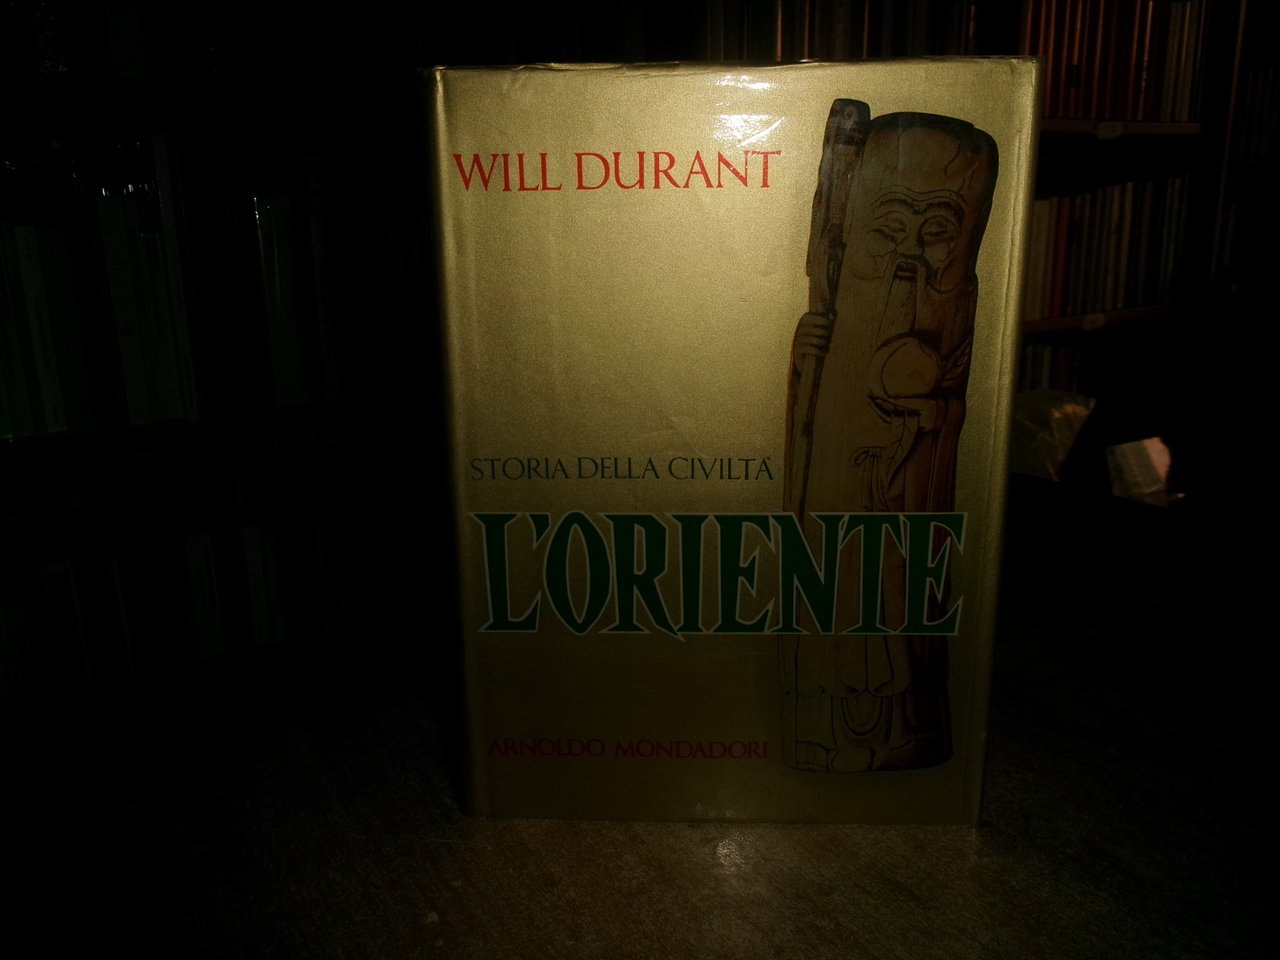 WILL DURANT
STORIA DELLA CIVILTÀ
L'ORIENTE
ARNOLDO MONDADORI